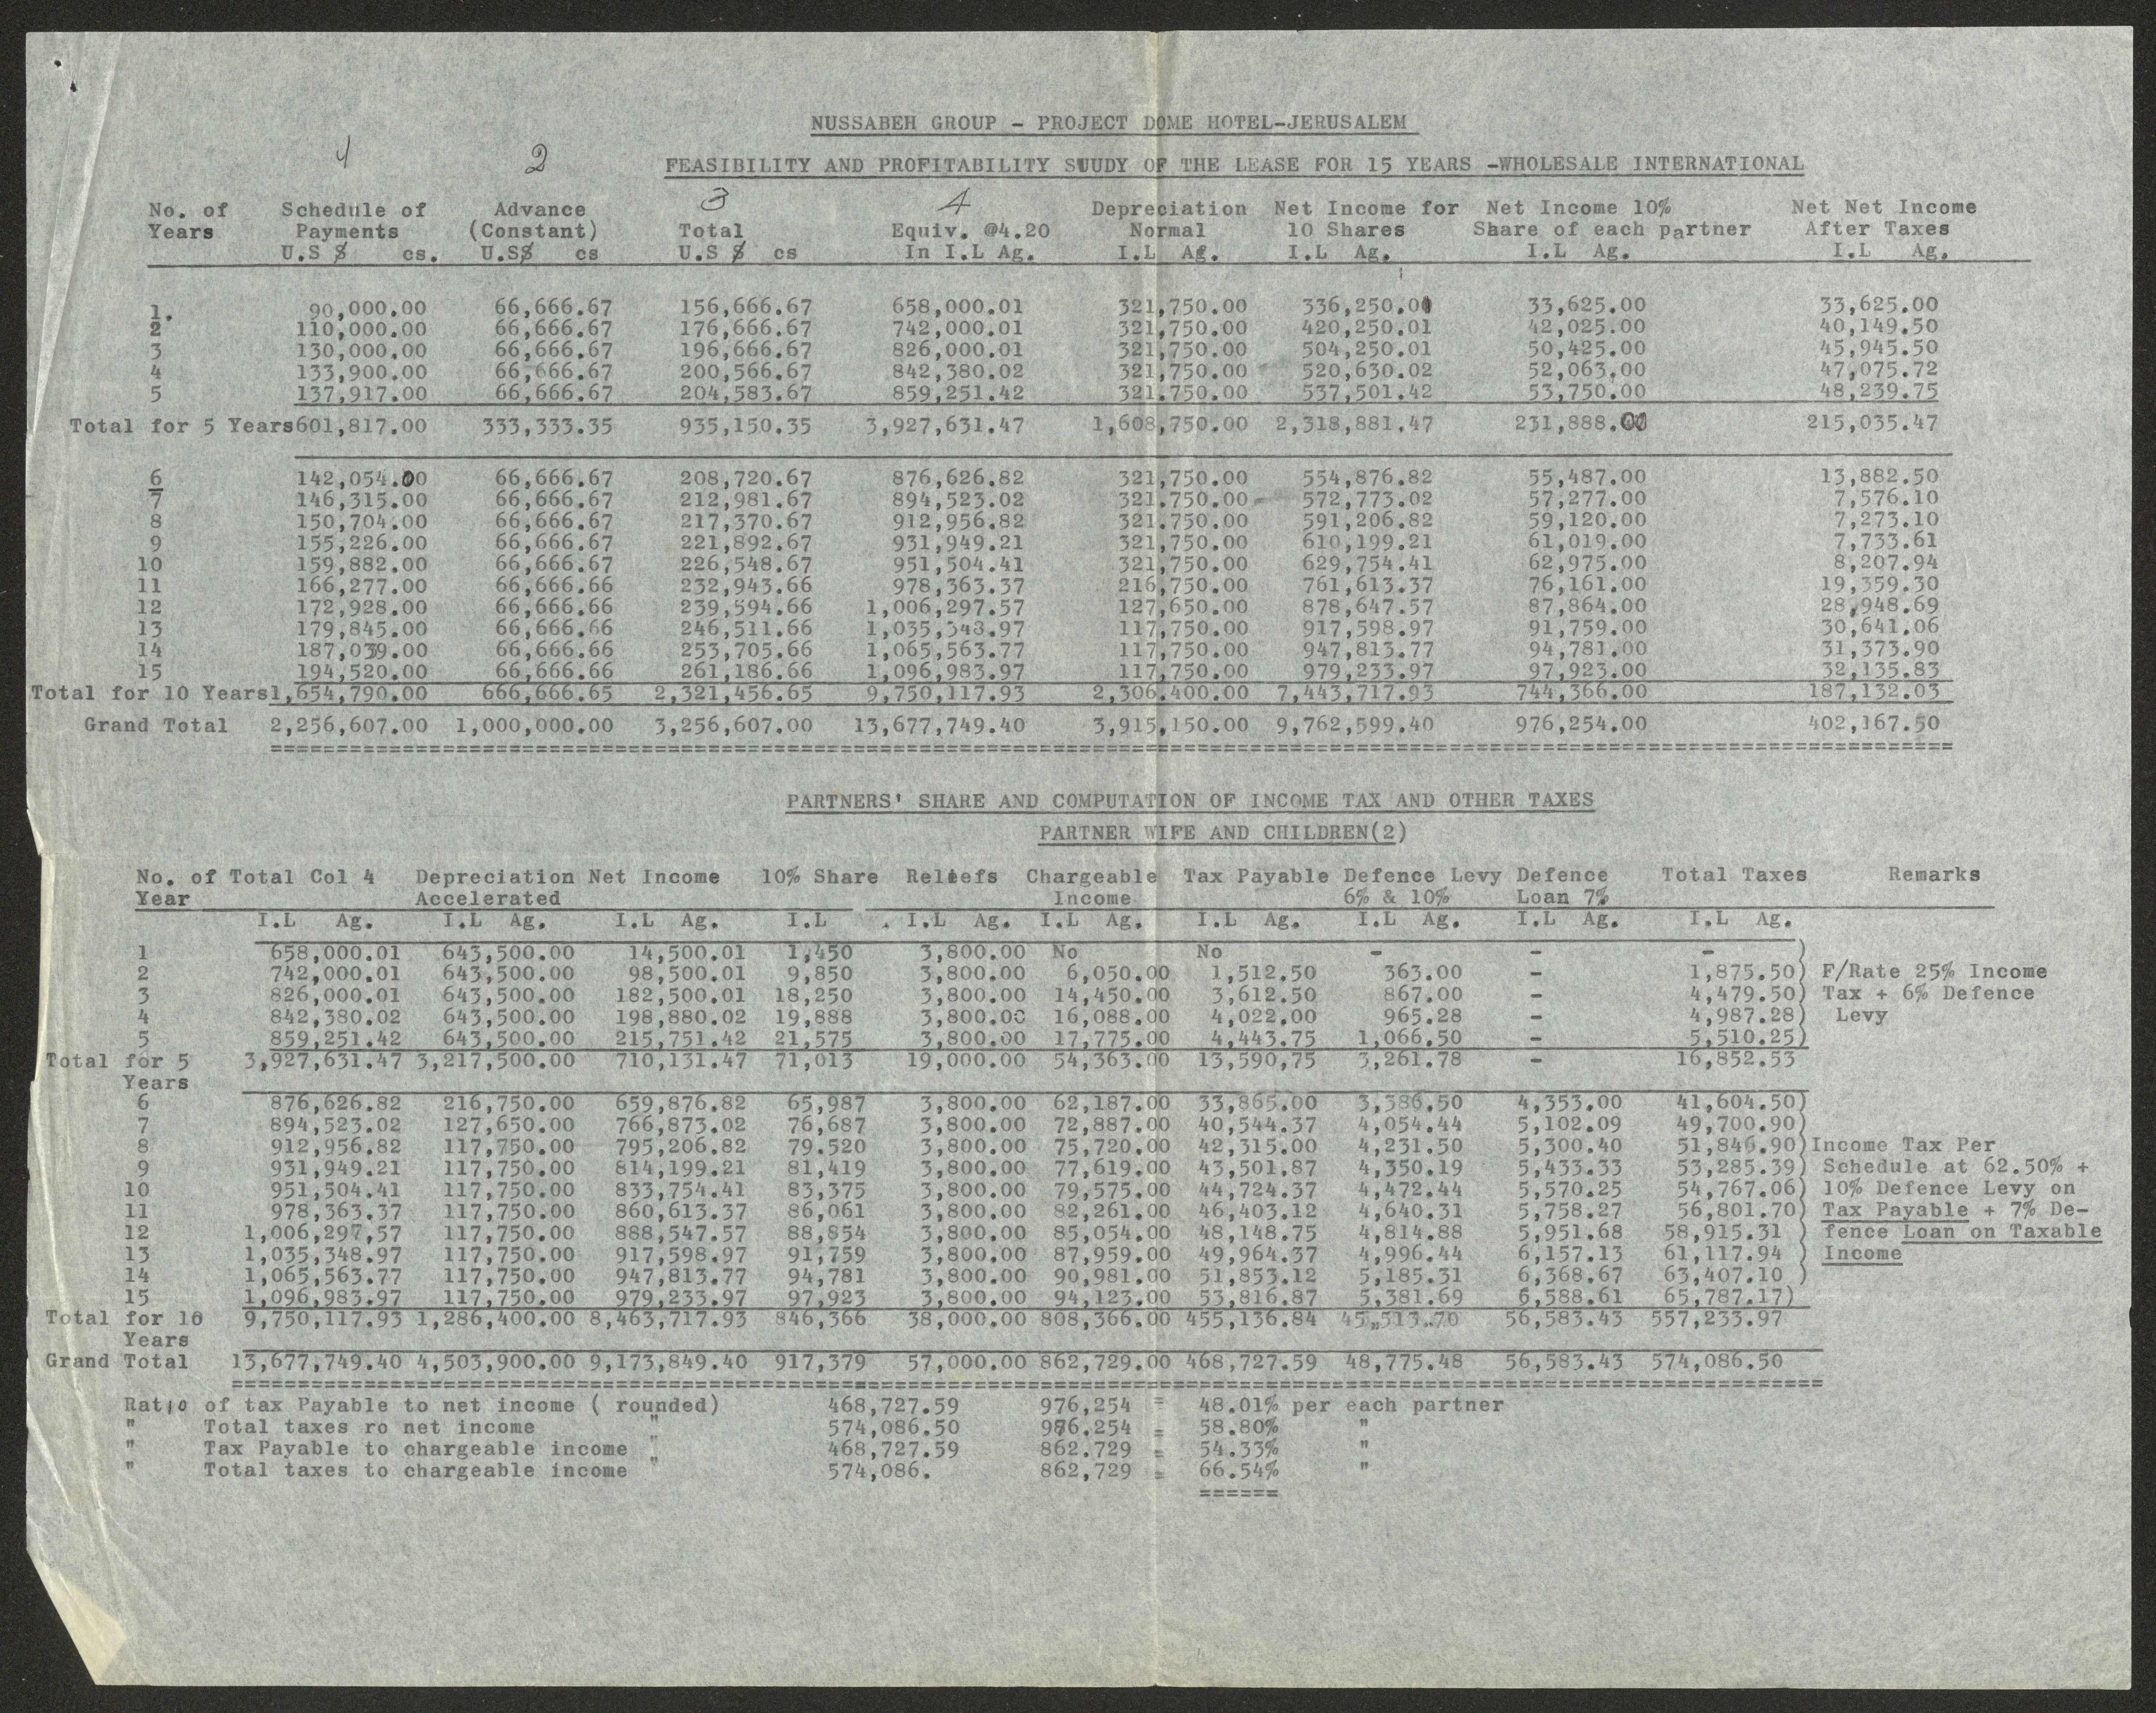 NUSSABEH GROUP - PROJECT DOME HOTEL-JERUSALEM
4 2 FEASIBILITY AND PROFITABILITY SUUDY OF THE LEASE FOR 15 YEARS -WHOLESALE INTERNATIONAL
3 4
No. of Schedule of Advance Depreciation Net Income for Net Income 10% Net Net Income
Years Payments (Constant) Total Equiv. @4.20 Normal 10 Shares Share of each partner After Taxes
U.S $ cs. U.S$ cs U.S $ cs In I.L Ag. I.L Ag. I.L Ag. I.L Ag. I.L Ag.
1. 90,000.00 66,666.67 156,666.67 658,000.01 321,750.00 336,250.01 33,625.00 33,625.00
2 110,000.00 66,666.67 176,666.67 742,000.01 321,750.00 420,250.01 42,025.00 40,149.50
3 130,000.00 66,666.67 196,666.67 826,000.01 321,750.00 504,250.01 50,425.00 45,945.50
4 133,900.00 66,666.67 200,566.67 842,380.02 321,750.00 520,630.02 52,063.00 47,075.72
5 137,917.00 66,666.67 204,583.67 859,251.42 321.750.00 537,501.42 53,750.00 48,239.75
Total for 5 Years 601,817.00 333,333.35 935,150.35 3,927,631.47 1,608,750.00 2,318,881.47 231,888.00 215,035.47
6 142,054.00 66,666.67 208,720.67 876,626.82 321,750.00 554,876.82 55,487.00 13,882.50
7 146,315.00 66,666.67 212,981.67 894,523.02 321.750.00 572,773.02 57,277.00 7,576.10
8 150,704.00 66,666.67 217,370.67 912,956.82 321.750.00 591,206.82 59,120.00 7,273.10
9 155,226.00 66,666.67 221,892.67 931,949.21 321,750.00 610,199.21 61,019.00 7,733.61
10 159,882.00 66,666.67 226,548.67 951,504.41 321,750.00 629,754.41 62,975.00 8,207.94
11 166,277.00 66,666.66 232,943.66 978,363.37 216,750.00 761,613.37 76,161.00 19,359.30
12 172,928.00 66,666.66 239,594.66 1,006,297.57 127,650.00 878,647.57 87,864.00 28,948.69
13 179,845.00 66,666.66 246,511.66 1,035,348.97 117,750.00 917,598.97 91,759.00 30,641.06
14 187,039.00 66,666.66 253,705.66 1,065,563.77 117,750.00 947,813.77 94,781.00 31,373.90
15 194,520.00 66,666.66 261,186.66 1,096,983.97 117,750.00 979,233.97 97,923.00 32,135.83
Total for 10 Years 1,654,790.00 666,666.65 2,321,456.65 9,750,117.93 2,306.400.00 7,443,717.93 744,366.00 187,132.03
Grand Total 2,256,607.00 1,000,000.00 3,256,607.00 13,677,749.40 3,915,150.00 9,762,599.40 976,254.00 402,167.50
PARTNERS' SHARE AND COMPUTATION OF INCOME TAX AND OTHER TAXES
PARTNER WIFE AND CHILDREN(2)
No. of Total Col 4 Depreciation Net Income 10% Share Reliefs Chargeable Tax Payable Defence Levy Defence Total Taxes Remarks
Year Accelerated Income 6% & 10% Loan 7%
I.L Ag. I.L Ag. I.L Ag. I.L . I.L Ag. I.L Ag. I.L Ag. I.L Ag. I.L Ag. I.L Ag.
1 658,000.01 643,500.00 14,500.01 1,450 3,800.00 No No - - - )
2 742,000.01 643,500.00 98,500.01 9,850 3,800.00 6,050.00 1,512.50 363.00 - 1,875.50) F/Rate 25% Income
3 826,000.01 643,500.00 182,500.01 18,250 3,800.00 14,450.00 3,612.50 867.00 - 4,479.50) Tax + 6% Defence
4 842,380.02 643,500.00 198,880.02 19,888 3,800.00 16,088.00 4,022.00 965.28 - 4,987.28) Levy
5 859,251.42 643,500.00 215,751.42 21,575 3,800.00 17,775.00 4,443.75 1,066.50 - 5,510.25)
Total for 5 3,927,631.47 3,217,500.00 710,131.47 71,013 19,000.00 54,363.00 13,590,75 3,261.78 - 16,852.53
Years
6 876,626.82 216,750.00 659,876.82 65,987 3,800.00 62,187.00 33,865.00 3,386.50 4,353.00 41,604.50)
7 894,523.02 127,650.00 766,873.02 76,687 3,800.00 72,887.00 40,544.37 4,054.44 5,102.09 49,700.90)
8 912,956.82 117,750.00 795,206.82 79.520 3,800.00 75,720.00 42,315.00 4,231.50 5,300.40 51,846.90) Income Tax Per
9 931,949.21 117,750.00 814,199.21 81,419 3,800.00 77,619.00 43,501.87 4,350.19 5,433.33 53,285.39) Schedule at 62.50% +
10 951,504.41 117,750.00 833,754.41 83,375 3,800.00 79,575.00 44,724.37 4,472.44 5,570.25 54,767.06) 10% Defence Levy on
11 978,363.37 117,750.00 860,613.37 86,061 3,800.00 82,261.00 46,403.12 4,640.31 5,758.27 56,801.70) Tax Payable + 7% De-
12 1,006,297,57 117,750.00 888,547.57 88,854 3,800.00 85,054.00 48,148.75 4,814.88 5,951.68 58,915.31 ) fence Loan on Taxable
13 1,035,348.97 117,750.00 917,598.97 91,759 3,800.00 87,959.00 49,964.37 4,996.44 6,157.13 61,117.94 ) Income
14 1,065,563.77 117,750.00 947,813.77 94,781 3,800.00 90,981.00 51,853.12 5,185.31 6,368.67 63,407.10 )
15 1,096,983.97 117,750.00 979,233.97 97,923 3,800.00 94,123.00 53,816.87 5,381.69 6,588.61 65,787.17)
Total for 10 9,750,117.93 1,286,400.00 8,463,717.93 846,366 38,000.00 808,366.00 455,136.84 45,513.70 56,583.43 557,233.97
Years
Grand Total 13,677,749.40 4,503,900.00 9,173,849.40 917,379 57,000.00 862,729.00 468,727.59 48,775.48 56,583.43 574,086.50
Ratio of tax Payable to net income ( rounded) 468,727.59 976,254 = 48.01% per each partner
" Total taxes ro net income " 574,086.50 976.254 = 58.80% "
" Tax Payable to chargeable income " 468,727.59 862.729 = 54.33% "
" Total taxes to chargeable income " 574,086. 862,729 = 66.54% "
======